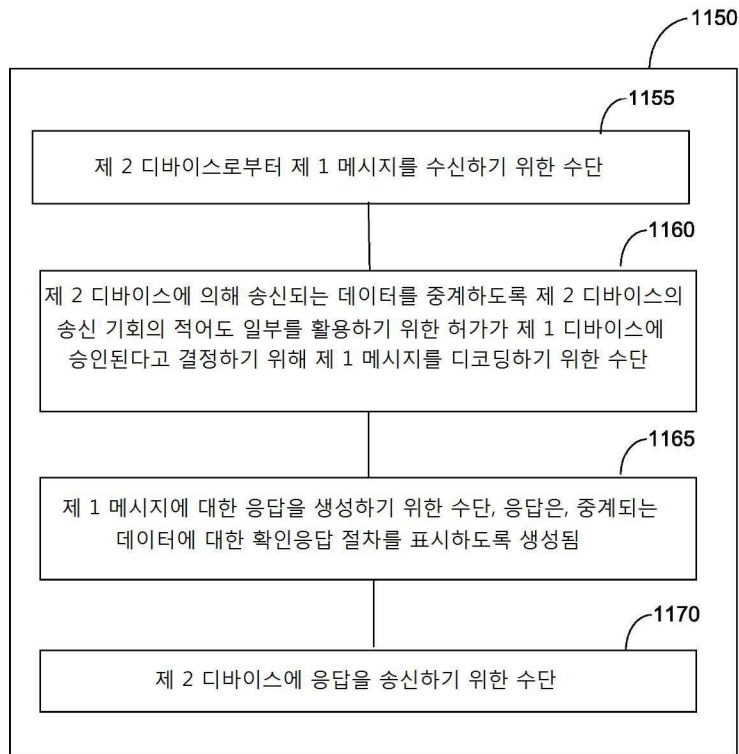 1150
1155
제 2 디바이스로부터 제 1 메시지를 수신하기 위한 수단
1160
제 2 디바이스에 의해 송신되는 데이터를 중계하도록 제 2 디바이스의
송신 기회의 적어도 일부를 활용하기 위한 허가가 제 1 디바이스에
승인된다고 결정하기 위해 제 1 메시지를 디코딩하기 위한 수단
1165
제 1 메시지에 대한 응답을 생성하기 위한 수단, 응답은, 중계되는
데이터에 대한 확인응답 절차를 표시하도록 생성됨
1170
제 2 디바이스에 응답을 송신하기 위한 수단